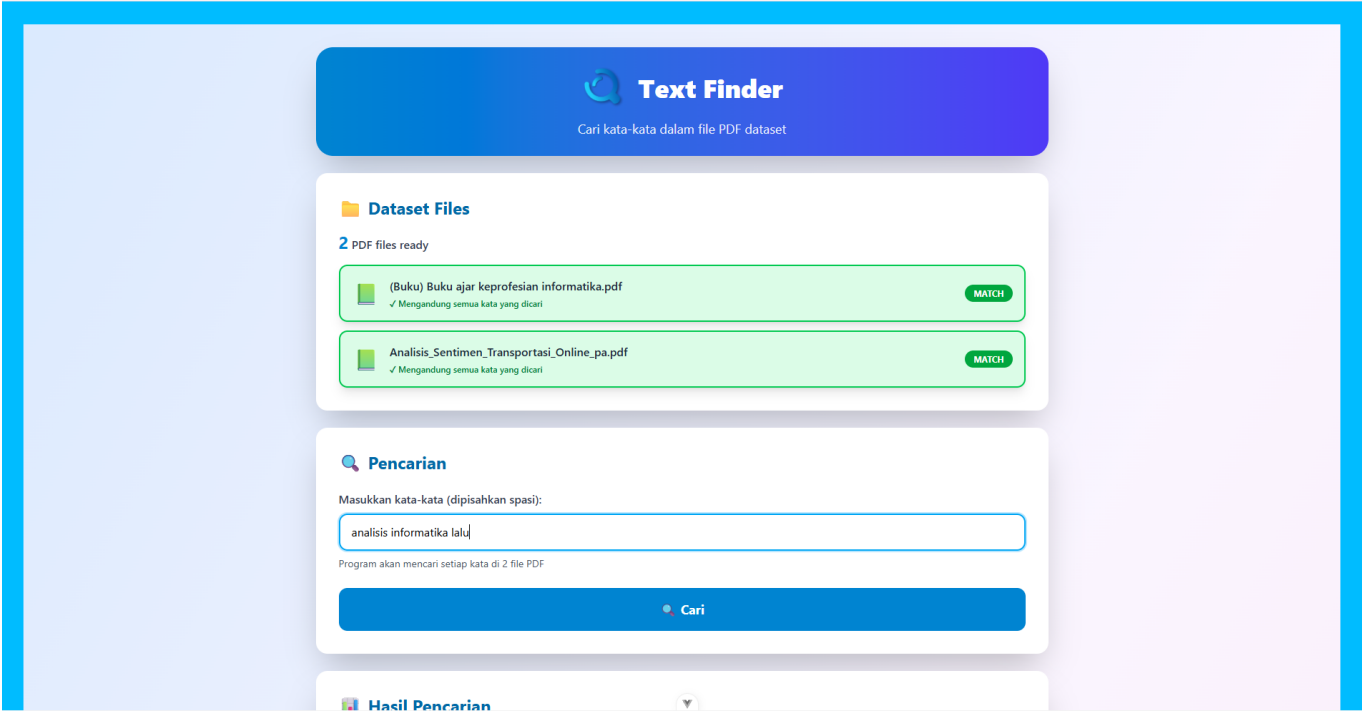 Text Finder
Cari kata-kata dalam file PDF dataset
Dataset Files
2 PDF files ready
(Buku) Buku ajar keprofesian informatika.pdf
✓ Mengandung semua kata yang dicari
MATCH
Analisis_Sentimen_Transportasi_Online_pa.pdf
✓ Mengandung semua kata yang dicari
MATCH
Pencarian
Masukkan kata-kata (dipisahkan spasi):
analisis informatika lalu
Program akan mencari setiap kata di 2 file PDF
Cari
Hasil Pencarian